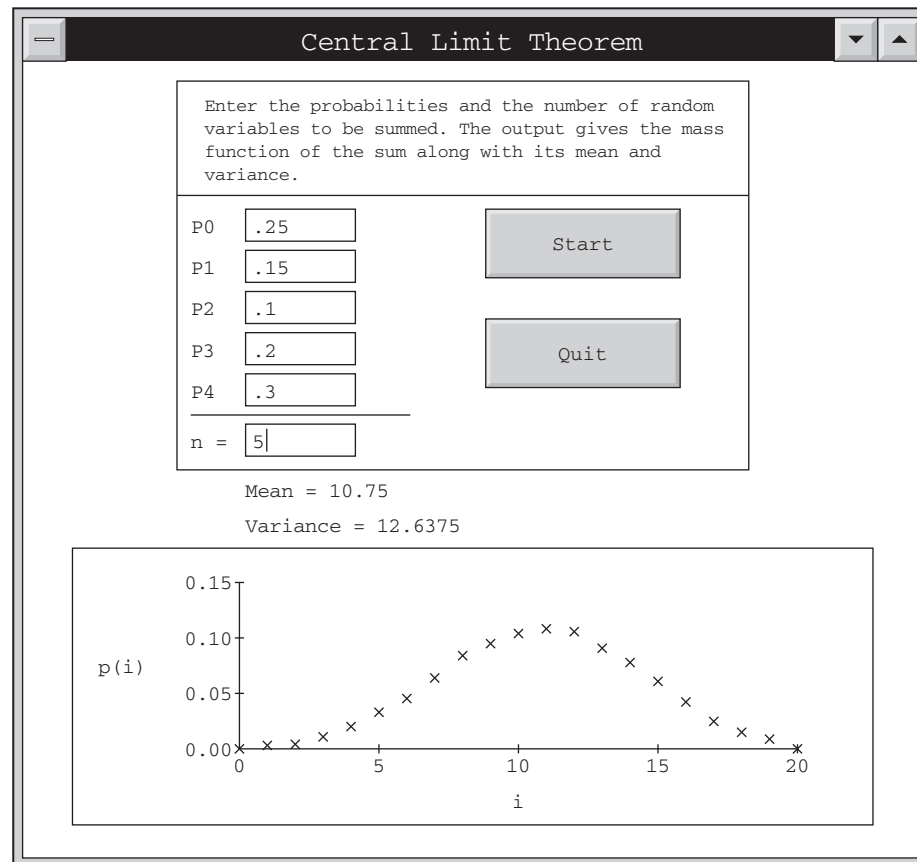 Central Limit Theorem
Enter the probabilities and the number of random
variables to be summed. The output gives the mass
function of the sum along with its mean and
variance.
P0 .25
Start
P1 .15
P2 .1
P3 .2
Quit
P4 .3
n = 5
Mean = 10.75
Variance = 12.6375
0.15
0.10
p(i)
0.05
0.00
0 5 10 15 20
i